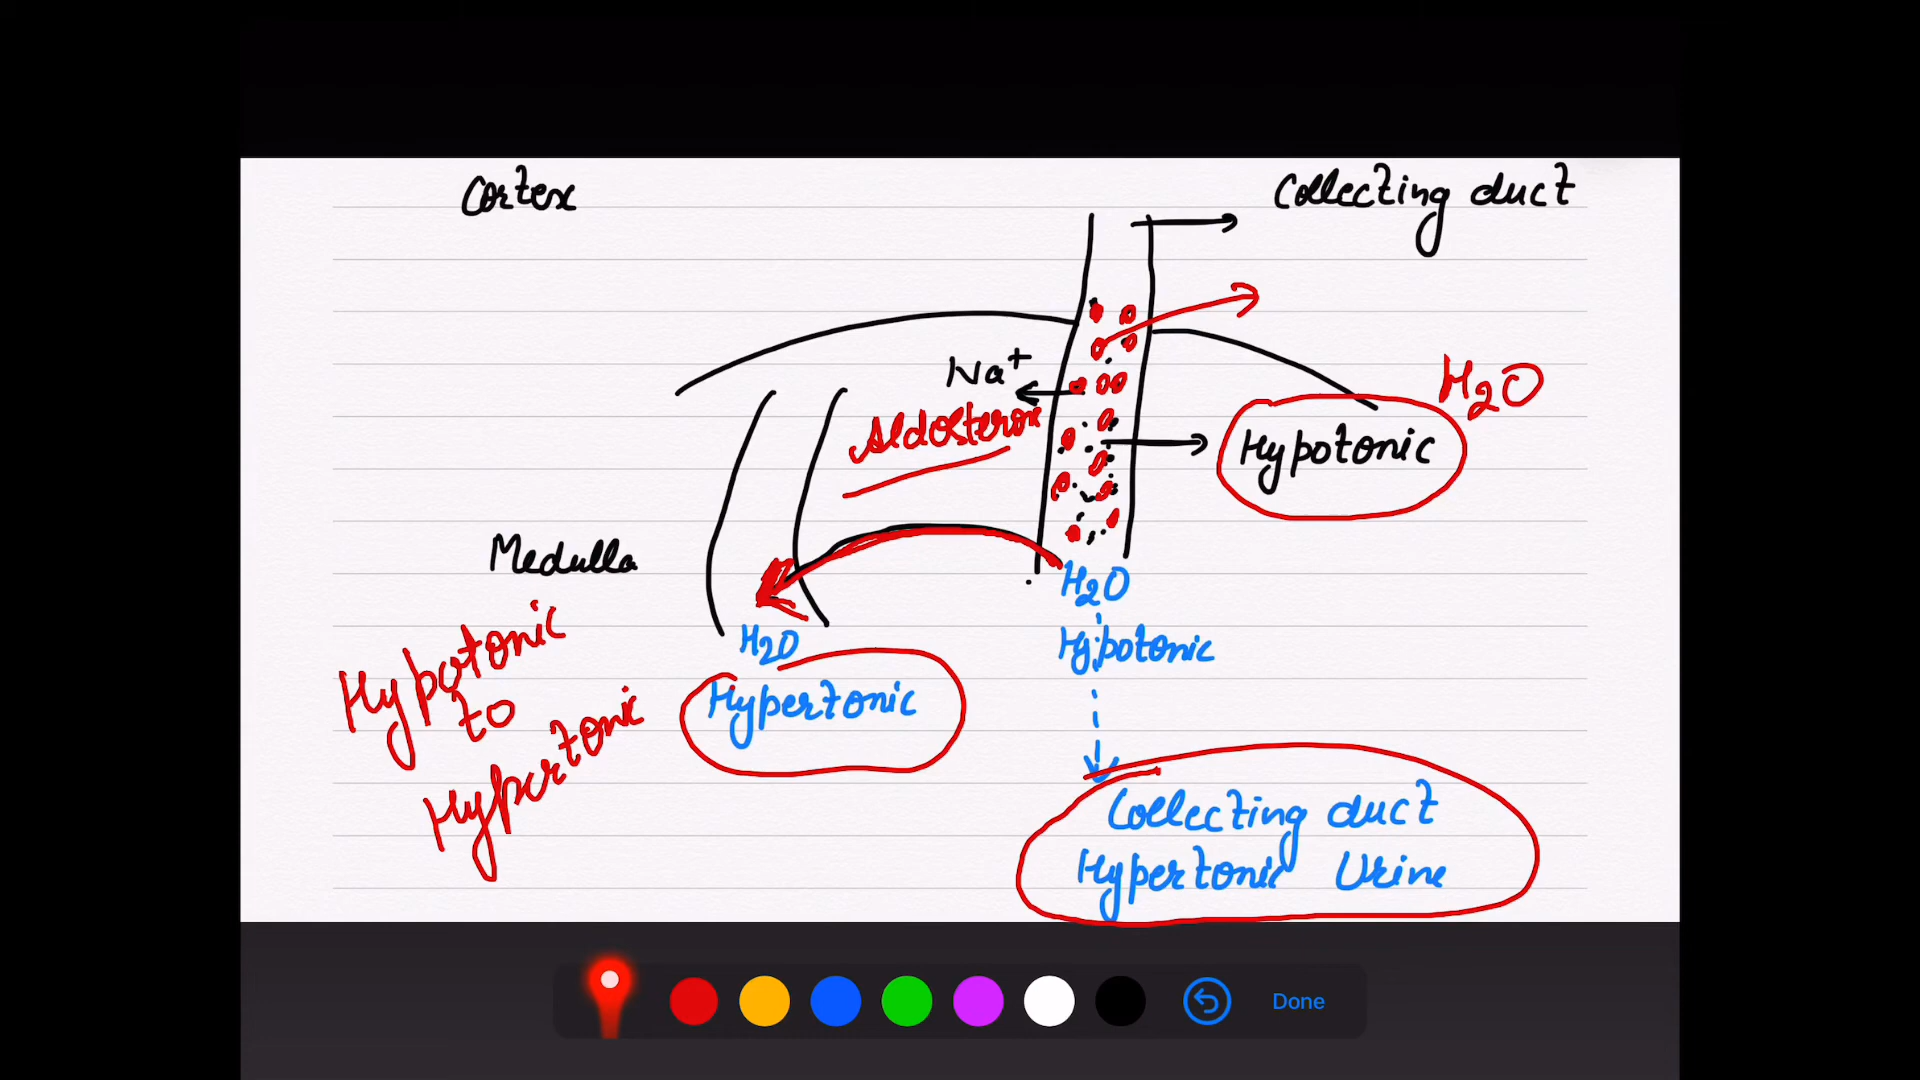 Cortex
Collecting duct
Na+
H2O
Aldosterone
Hypotonic
Medulla
H2O
Hypotonic
H2O
Hypertonic
Hypotonic
to
Hypertonic
Collecting duct
Hypertonic Urine
Done